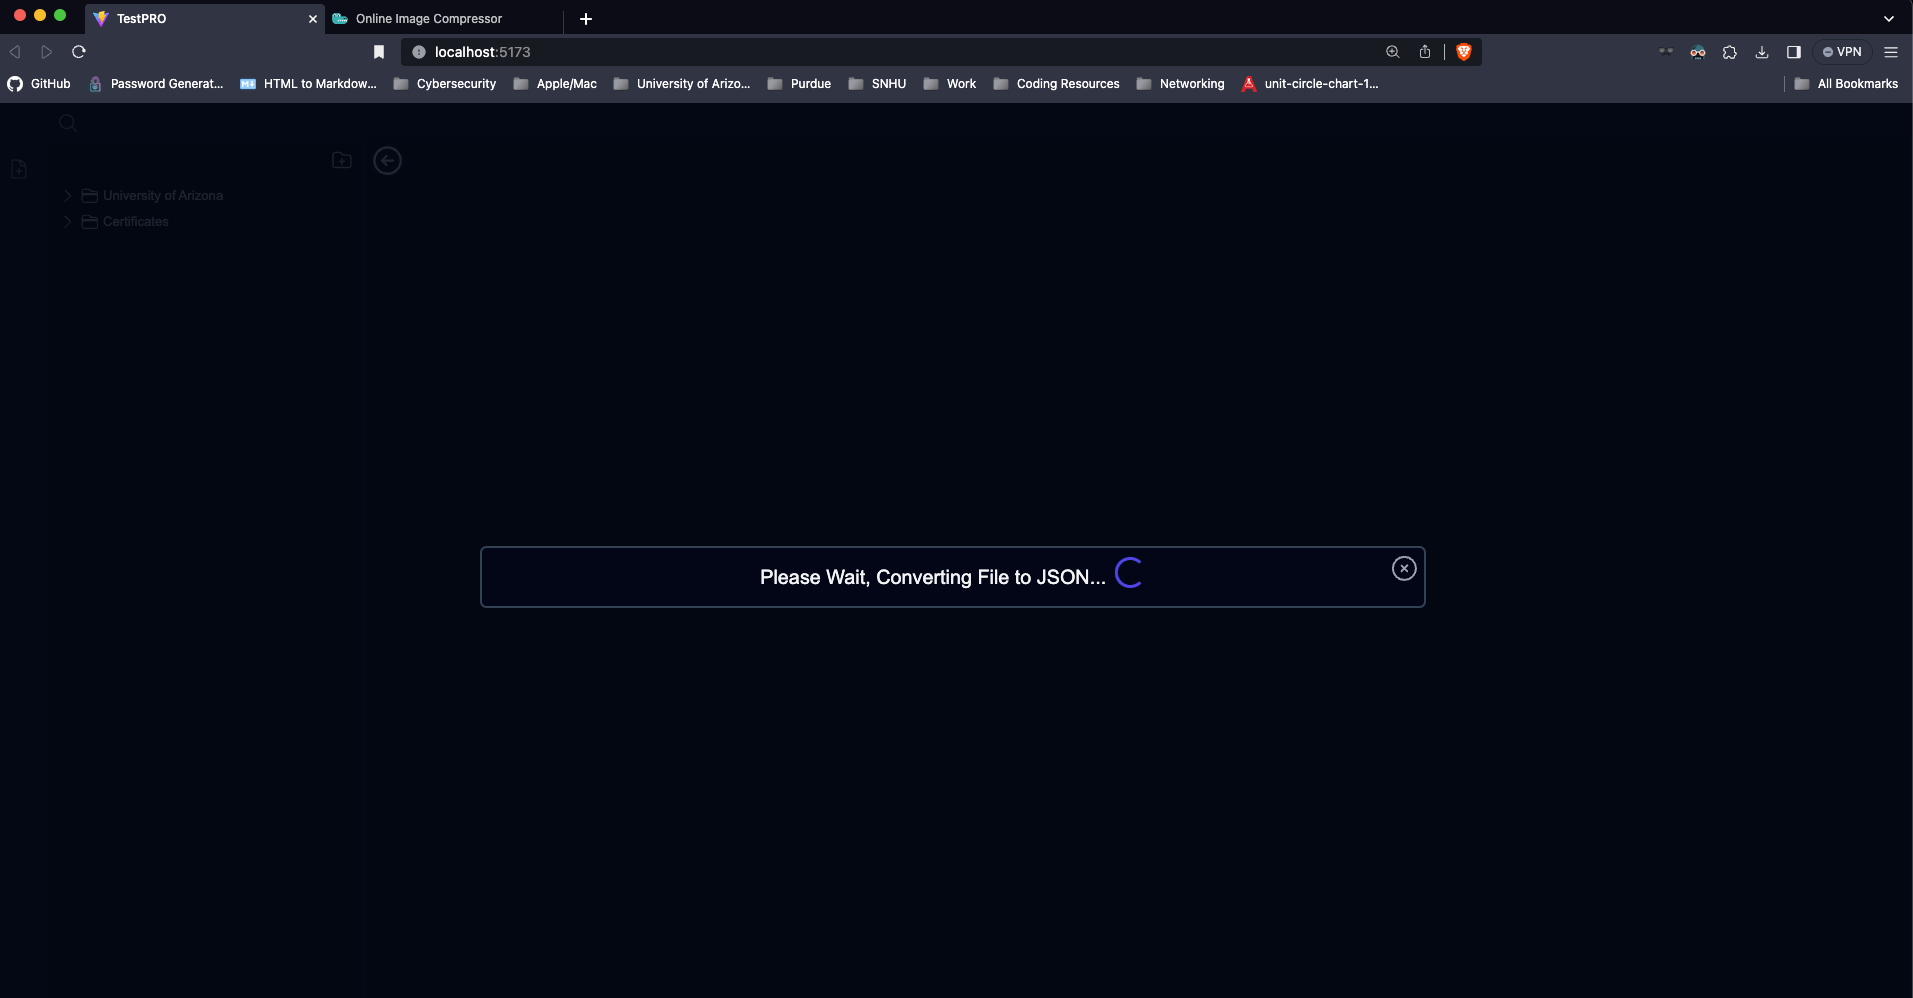 TestPRO
Online Image Compressor
localhost:5173
VPN
GitHub
Password Generat...
HTML to Markdow...
Cybersecurity
Apple/Mac
University of Arizo...
Purdue
SNHU
Work
Coding Resources
Networking
unit-circle-chart-1...
All Bookmarks
University of Arizona
Certificates
Please Wait, Converting File to JSON...